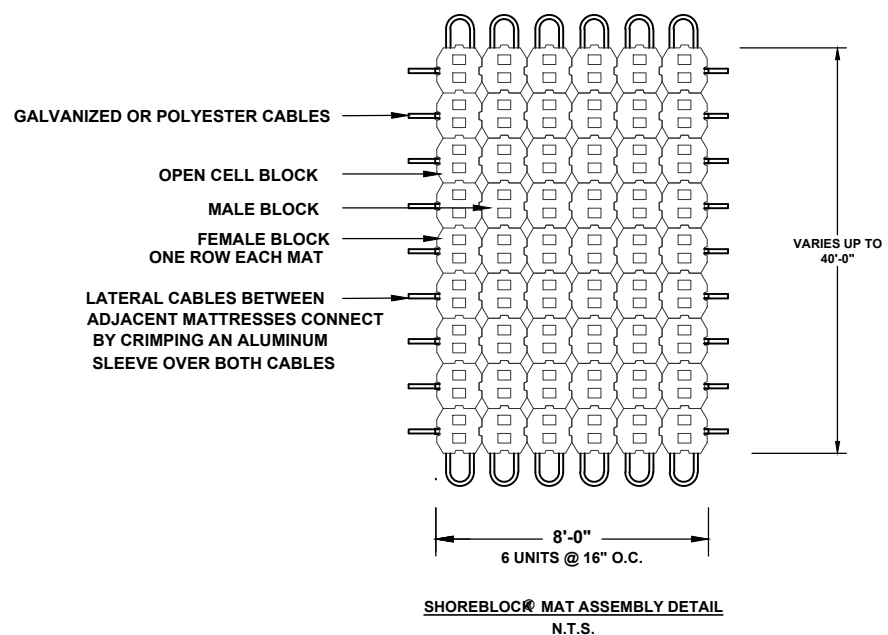 GALVANIZED OR POLYESTER CABLES
OPEN CELL BLOCK
MALE BLOCK
FEMALE BLOCK
ONE ROW EACH MAT
LATERAL CABLES BETWEEN
ADJACENT MATTRESSES CONNECT
BY CRIMPING AN ALUMINUM
SLEEVE OVER BOTH CABLES
VARIES UP TO
40'-0"
8'-0"
6 UNITS @ 16" O.C.
SHOREBLOCK® MAT ASSEMBLY DETAIL
N.T.S.